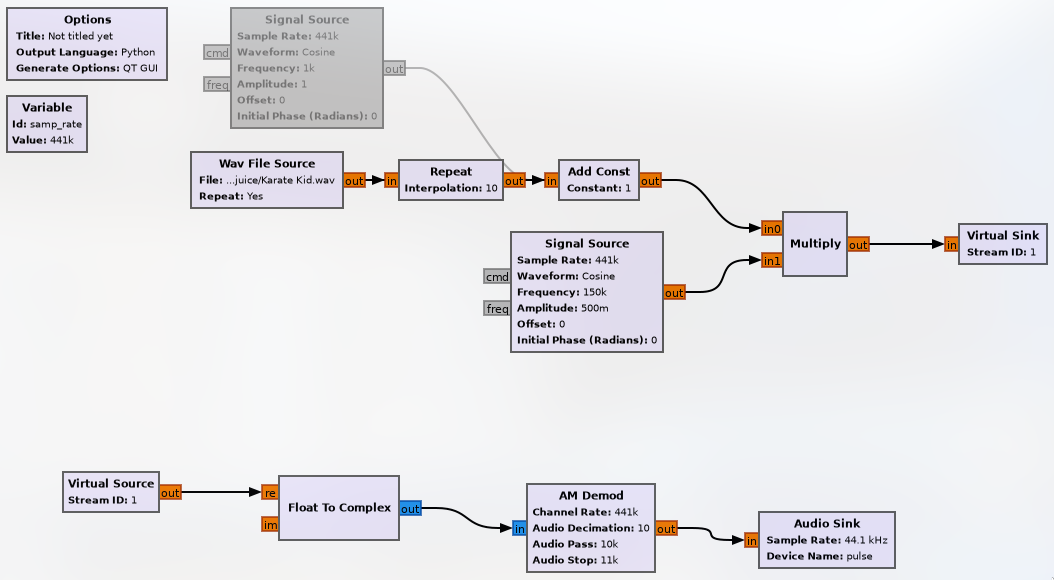 Options
Title: Not titled yet
Output Language: Python
Generate Options: QT GUI
Variable
Id: samp_rate
Value: 441k
Signal Source
Sample Rate: 441k
Waveform: Cosine
Frequency: 1k
Amplitude: 1
Offset: 0
Initial Phase (Radians): 0
cmd
freq
out
Wav File Source
File: ...juice/Karate Kid.wav
Repeat: Yes
out
in
Repeat
Interpolation: 10
out
in
Add Const
Constant: 1
out
Signal Source
Sample Rate: 441k
Waveform: Cosine
Frequency: 150k
Amplitude: 500m
Offset: 0
Initial Phase (Radians): 0
cmd
freq
out
in0
in1
Multiply
out
in
Virtual Sink
Stream ID: 1
Virtual Source
Stream ID: 1
out
re
im
Float To Complex
out
in
AM Demod
Channel Rate: 441k
Audio Decimation: 10
Audio Pass: 10k
Audio Stop: 11k
out
in
Audio Sink
Sample Rate: 44.1 kHz
Device Name: pulse